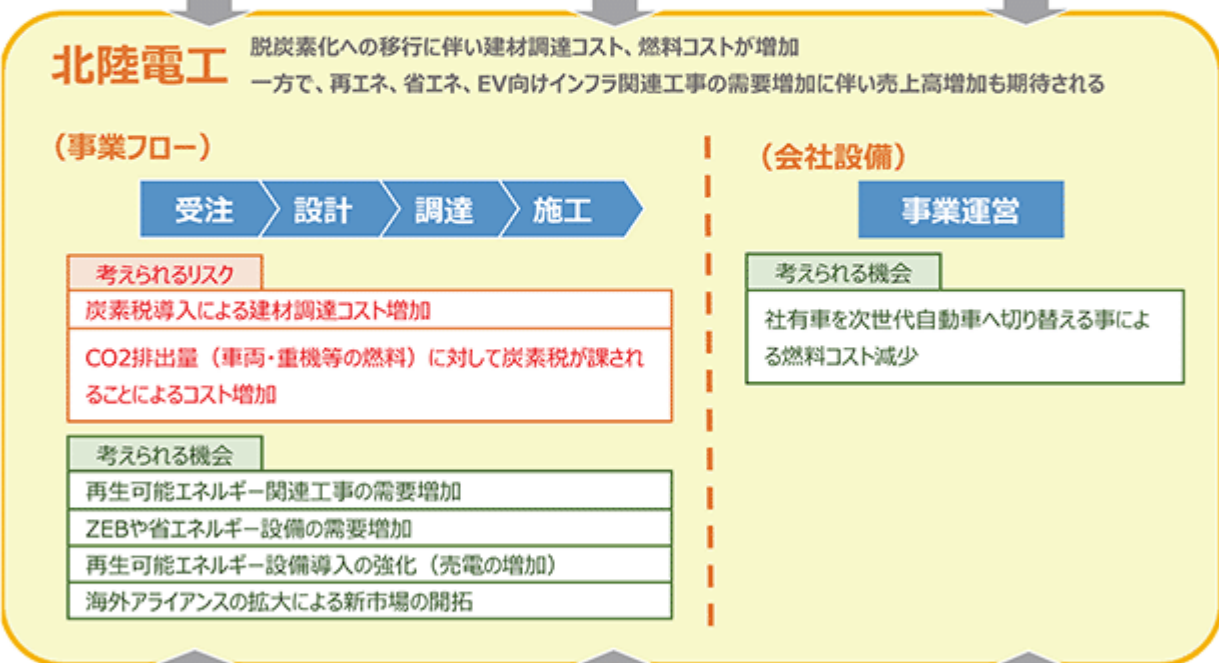 北陸電工
脱炭素化への移行に伴い建材調達コスト、燃料コストが増加
一方で、再エネ、省エネ、EV向けインフラ関連工事の需要増加に伴い売上高増加も期待される
（事業フロー）
受注
設計
調達
施工
考えられるリスク
炭素税導入による建材調達コスト増加
CO2排出量（車両・重機等の燃料）に対して炭素税が課され
ることによるコスト増加
考えられる機会
再生可能エネルギー関連工事の需要増加
ZEBや省エネルギー設備の需要増加
再生可能エネルギー設備導入の強化（売電の増加）
海外アライアンスの拡大による新市場の開拓
（会社設備）
事業運営
考えられる機会
社有車を次世代自動車へ切り替える事によ
る燃料コスト減少